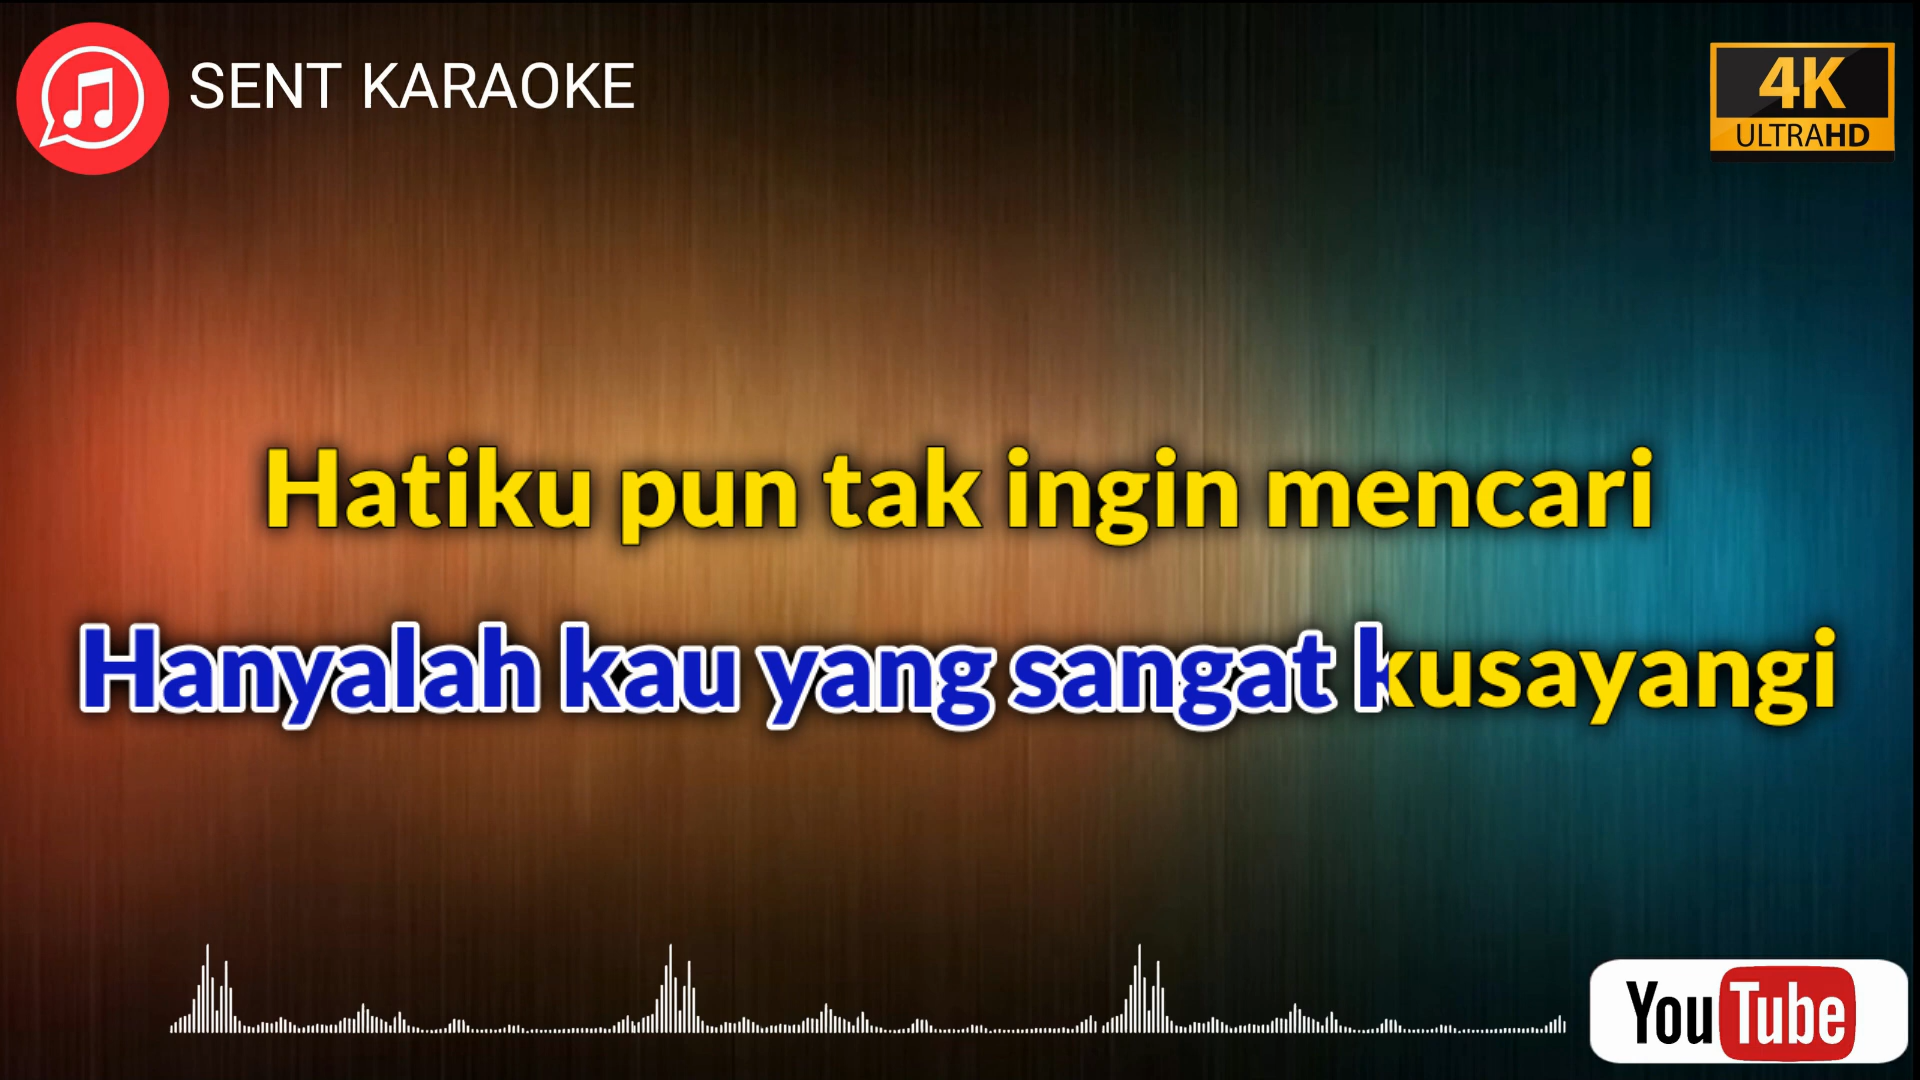 SENT KARAOKE
4K
ULTRAHD
Hatiku pun tak ingin mencari
Hanyalah kau yang sangat kusayangi
YouTube